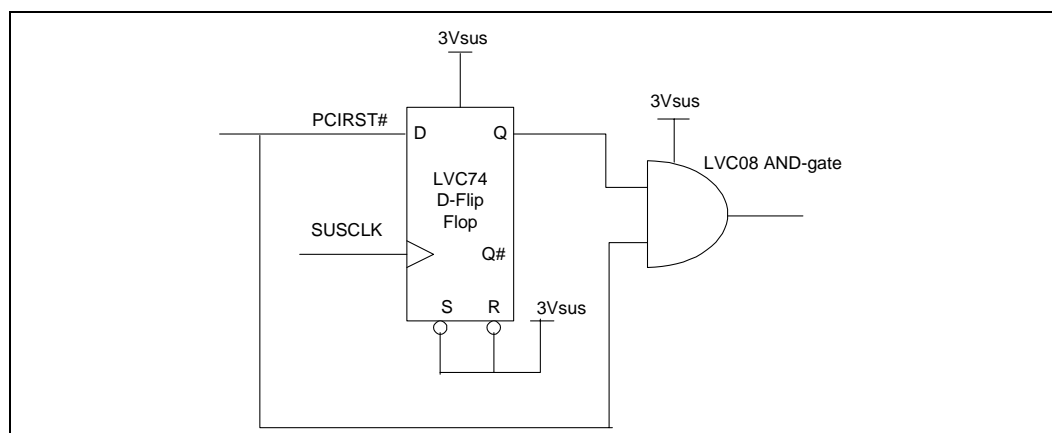 3Vsus
3Vsus
PCIRST#
D
Q
LVC08 AND-gate
LVC74
D-Flip
Flop
SUSCLK
Q#
S
R
3Vsus